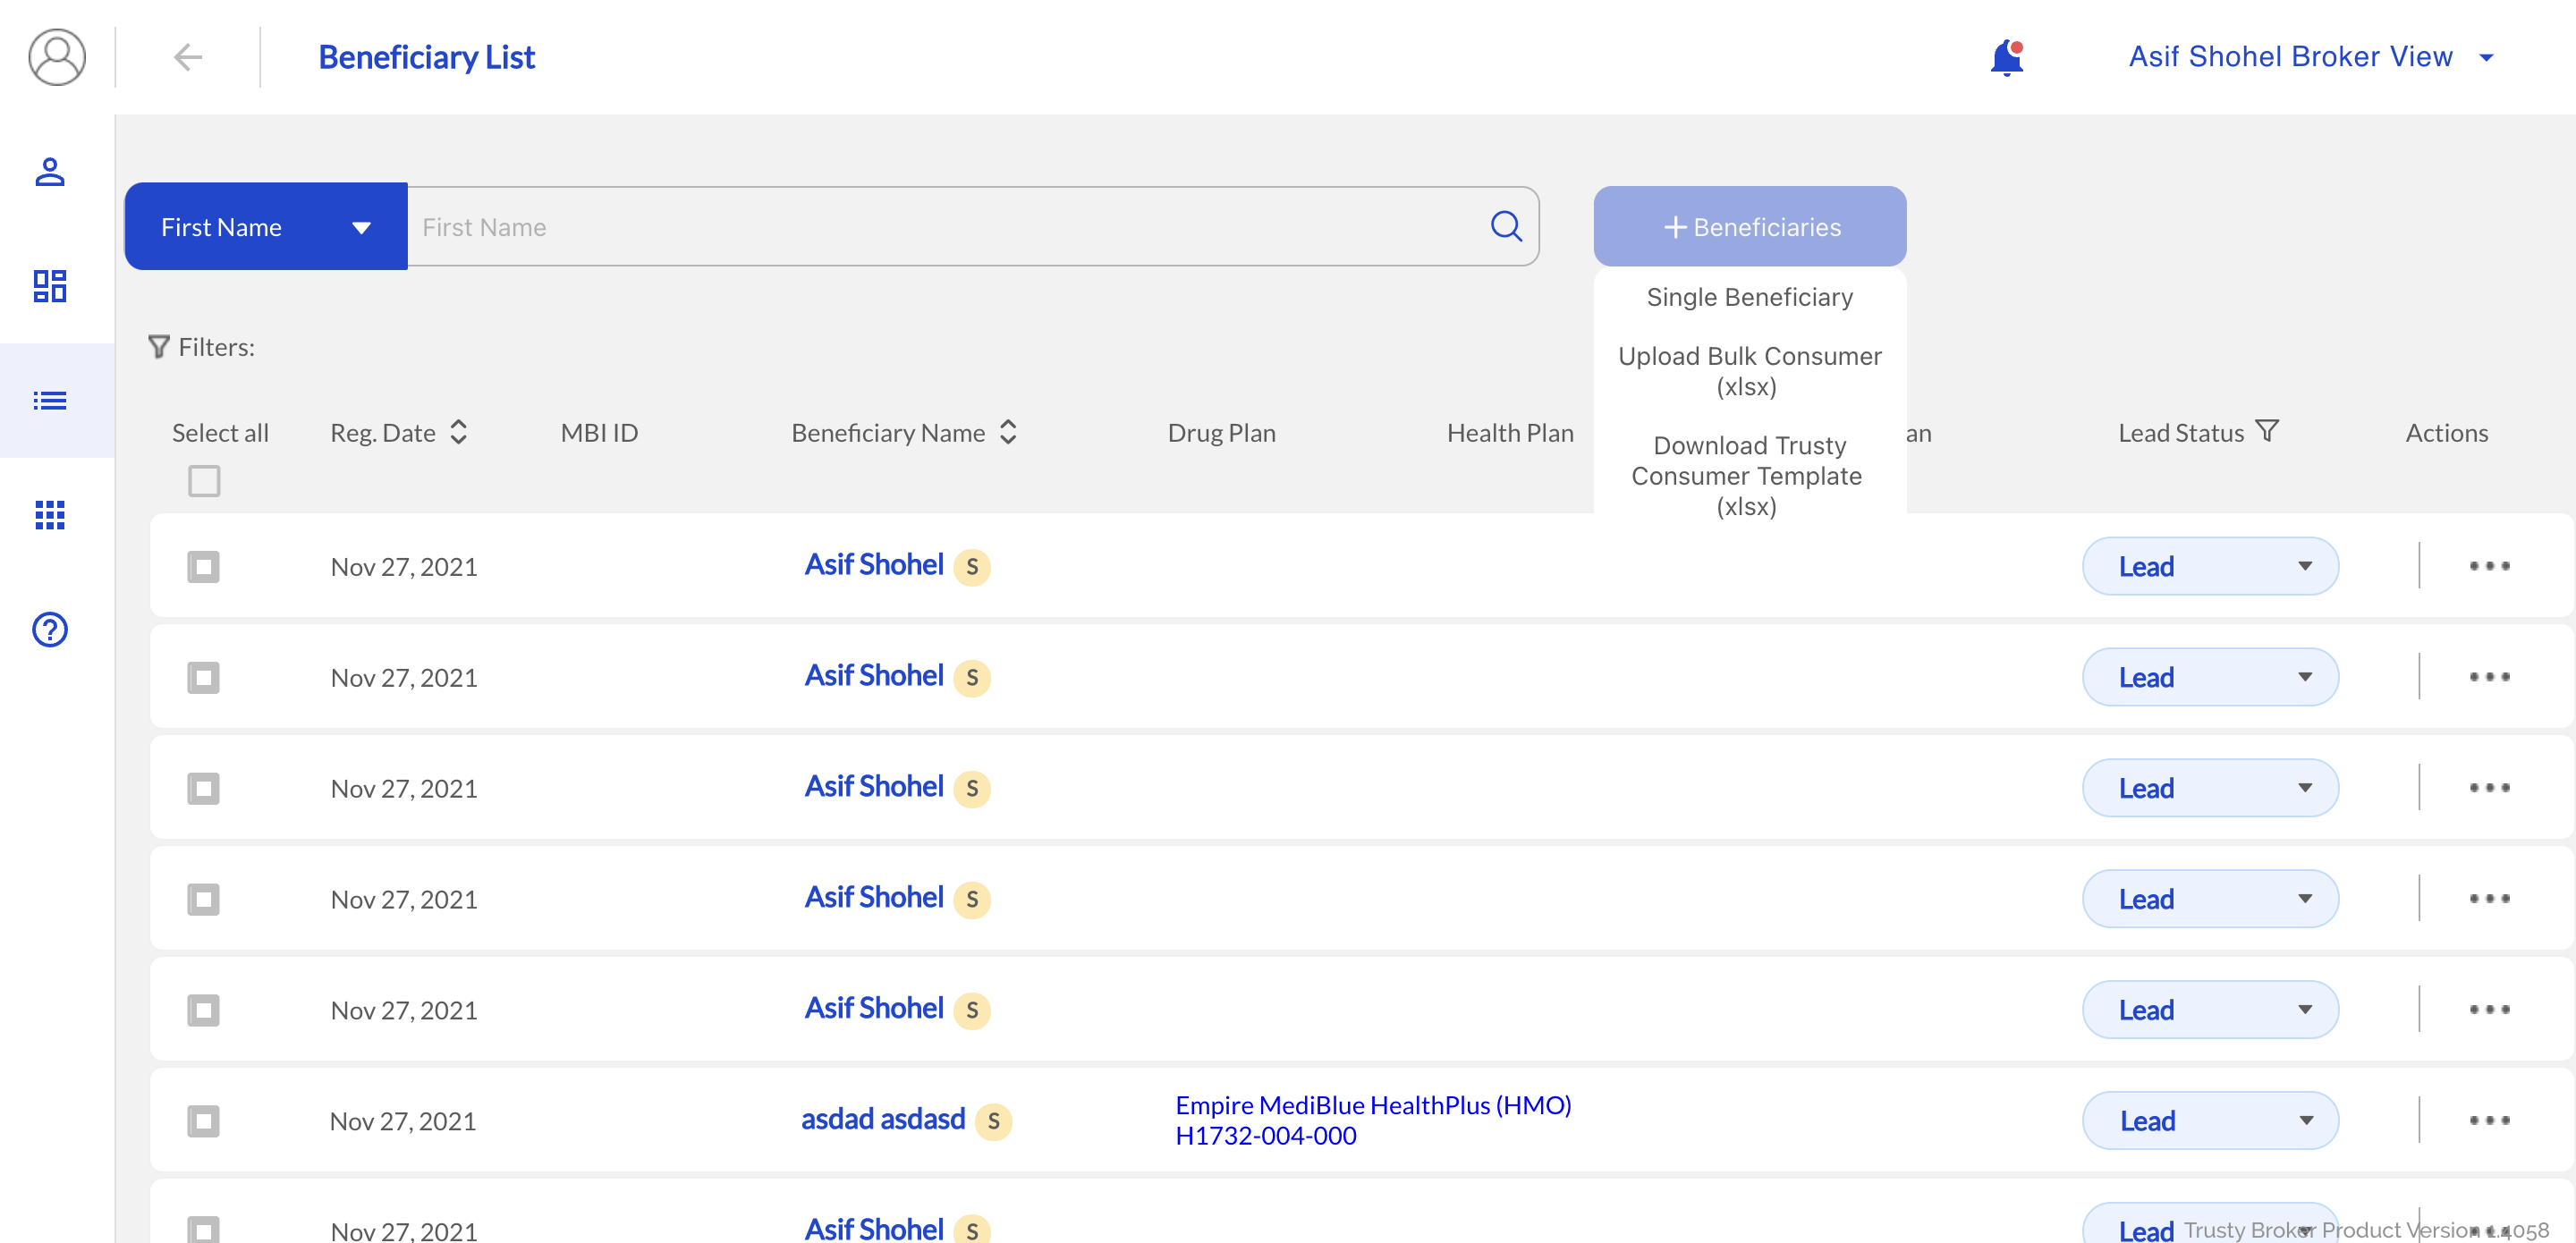 Beneficiary List
Asif Shohel Broker View
First Name
First Name
+ Beneficiaries
Single Beneficiary
Upload Bulk Consumer
(xlsx)
Download Trusty
Consumer Template
(xlsx)
Filters:
Select all Reg. Date MBI ID Beneficiary Name Drug Plan Health Plan an Lead Status Actions
Nov 27, 2021 Asif Shohel S Lead
Nov 27, 2021 Asif Shohel S Lead
Nov 27, 2021 Asif Shohel S Lead
Nov 27, 2021 Asif Shohel S Lead
Nov 27, 2021 Asif Shohel S Lead
Nov 27, 2021 asdad asdasd S Empire MediBlue HealthPlus (HMO) Lead
H1732-004-000
Nov 27, 2021 Asif Shohel S Lead
Trusty Broker Product Version 1.4058